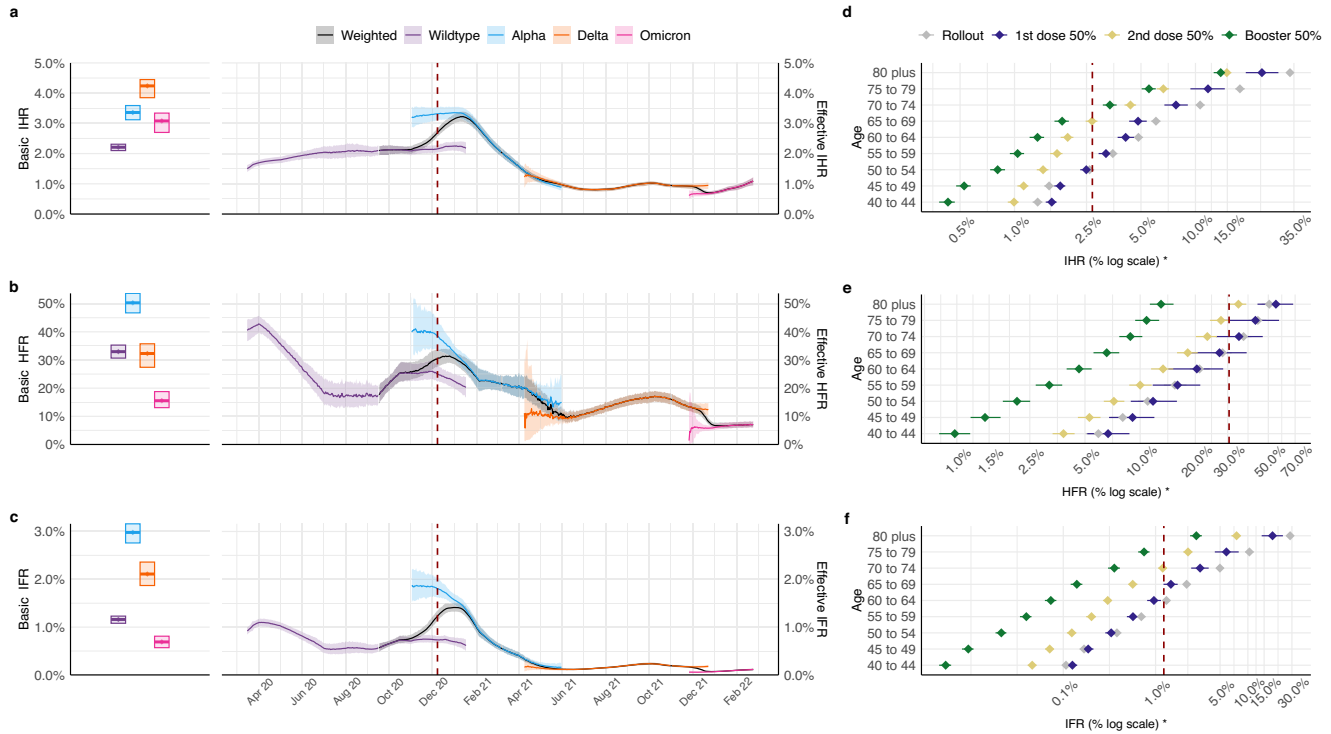 a
Weighted Wildtype Alpha Delta Omicron
5.0%
4.0%
3.0%
2.0%
1.0%
0.0%
Basic IHR
5.0%
4.0%
3.0%
2.0%
1.0%
0.0%
Effective IHR
b
50%
40%
30%
20%
10%
0%
Basic HFR
50%
40%
30%
20%
10%
0%
Effective HFR
c
3.0%
2.0%
1.0%
0.0%
Basic IFR
3.0%
2.0%
1.0%
0.0%
Effective IFR
Apr 20 Jun 20 Aug 20 Oct 20 Dec 20 Feb 21 Apr 21 Jun 21 Aug 21 Oct 21 Dec 21 Feb 22
d
Rollout 1st dose 50% 2nd dose 50% Booster 50%
80 plus
75 to 79
70 to 74
65 to 69
60 to 64
55 to 59
50 to 54
45 to 49
40 to 44
Age
0.5% 1.0% 2.5% 5.0% 10.0% 15.0% 35.0%
IHR (% log scale) *
e
80 plus
75 to 79
70 to 74
65 to 69
60 to 64
55 to 59
50 to 54
45 to 49
40 to 44
Age
1.0% 1.5% 2.5% 5.0% 10.0% 20.0% 30.0% 50.0% 70.0%
HFR (% log scale) *
f
80 plus
75 to 79
70 to 74
65 to 69
60 to 64
55 to 59
50 to 54
45 to 49
40 to 44
Age
0.1% 1.0% 5.0% 10.0% 15.0% 30.0%
IFR (% log scale) *